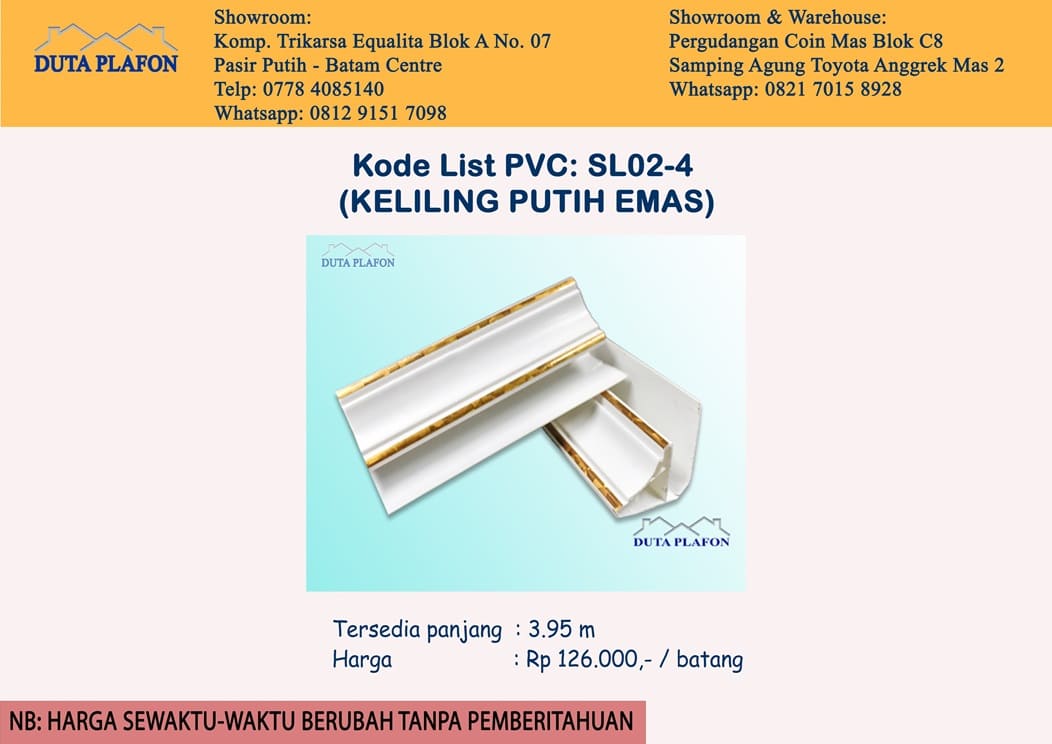 DUTA PLAFON
Showroom:
Komp. Trikarsa Equalita Blok A No. 07
Pasir Putih - Batam Centre
Telp: 0778 4085140
Whatsapp: 0812 9151 7098
Showroom & Warehouse:
Pergudangan Coin Mas Blok C8
Samping Agung Toyota Anggrek Mas 2
Whatsapp: 0821 7015 8928
Kode List PVC: SL02-4
(KELILING PUTIH EMAS)
DUTA PLAFON
DUTA PLAFON
Tersedia panjang : 3.95 m
Harga : Rp 126.000,- / batang
NB: HARGA SEWAKTU-WAKTU BERUBAH TANPA PEMBERITAHUAN